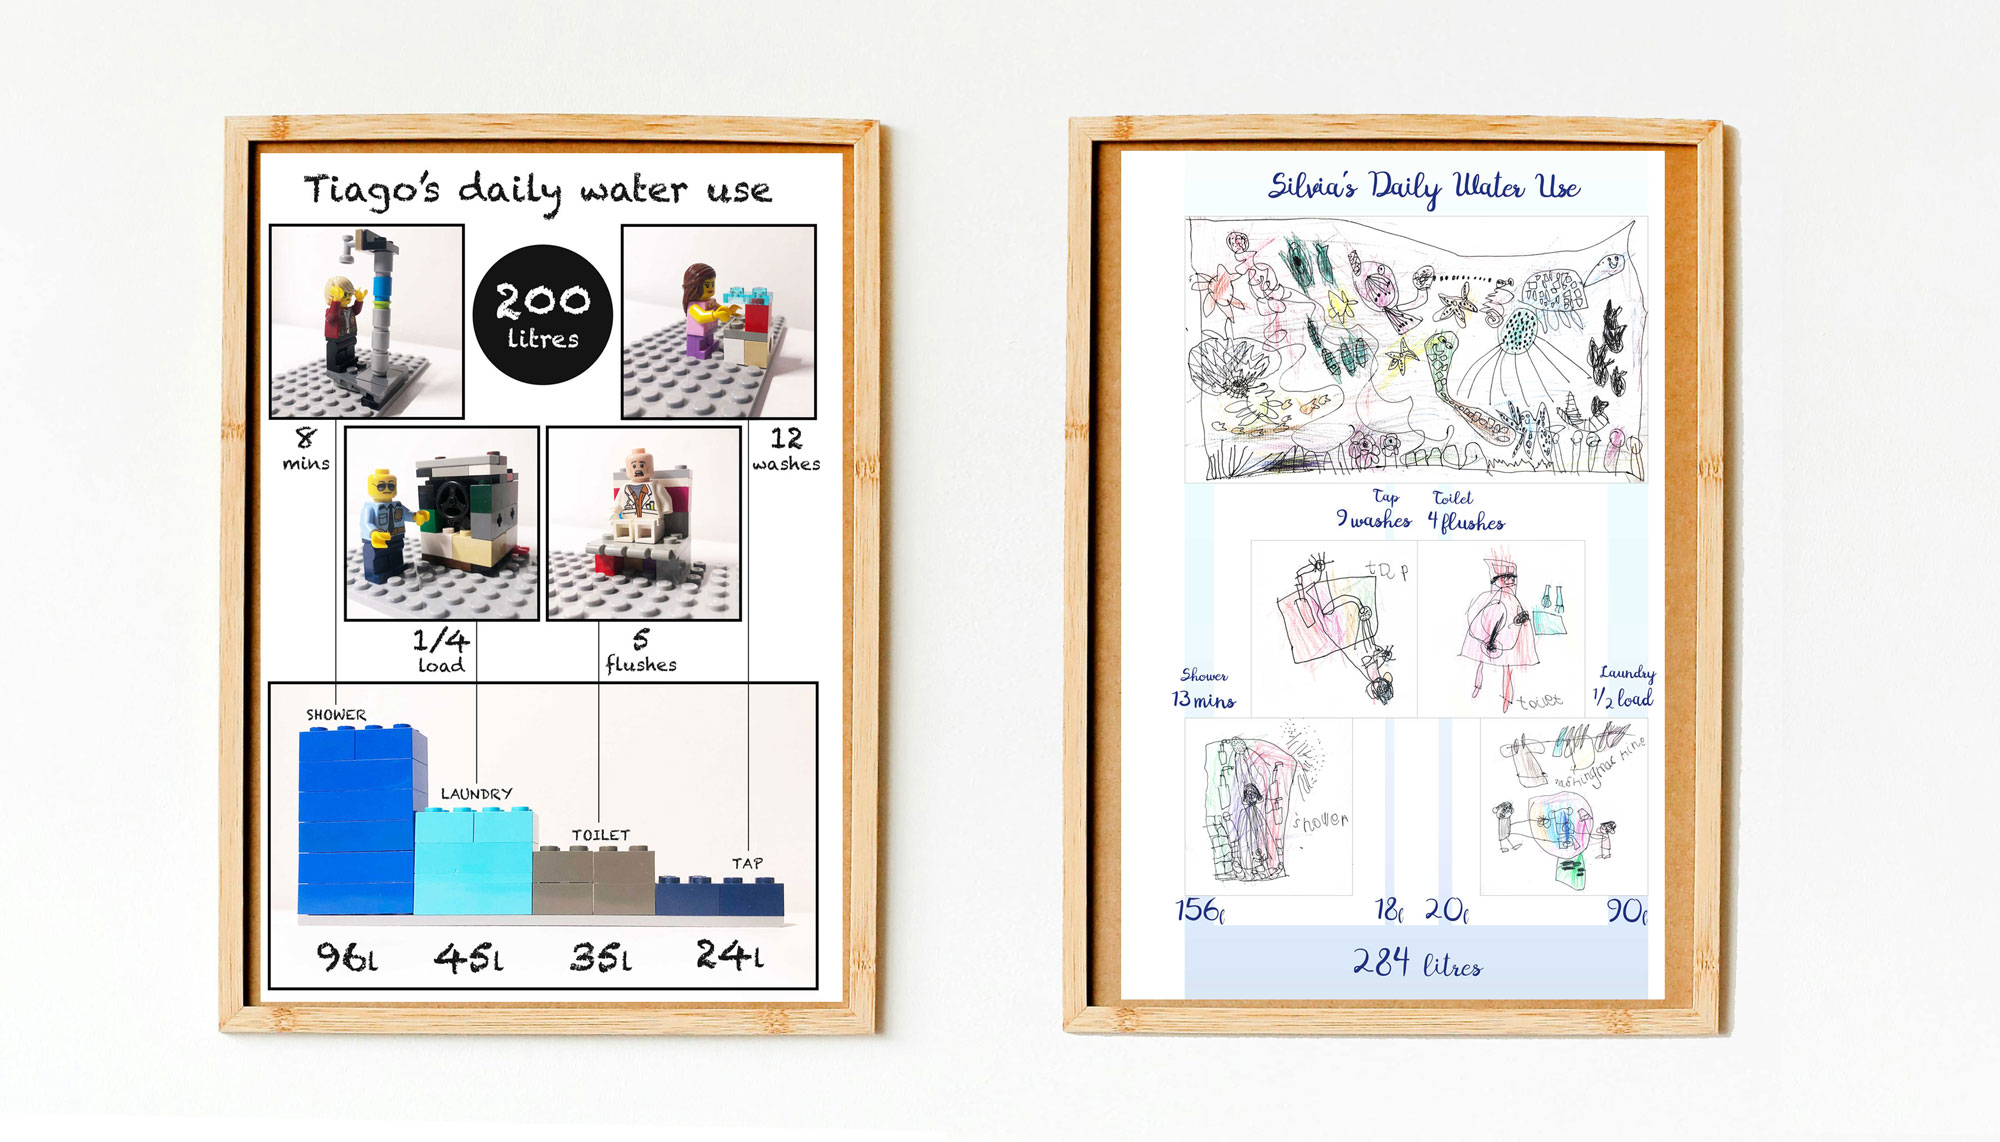 Tiago's daily water use
200
litres
8
mins
12
washes
1/4
load
5
flushes
SHOWER
LAUNDRY
TOILET
TAP
96l
45l
35l
24l
Silvia's Daily Water Use
Tap
9 washes
Toilet
4 flushes
tap
toilet
Shower
13 mins
Laundry
1/2 load
shower
156l
18l
20l
90l
284 litres